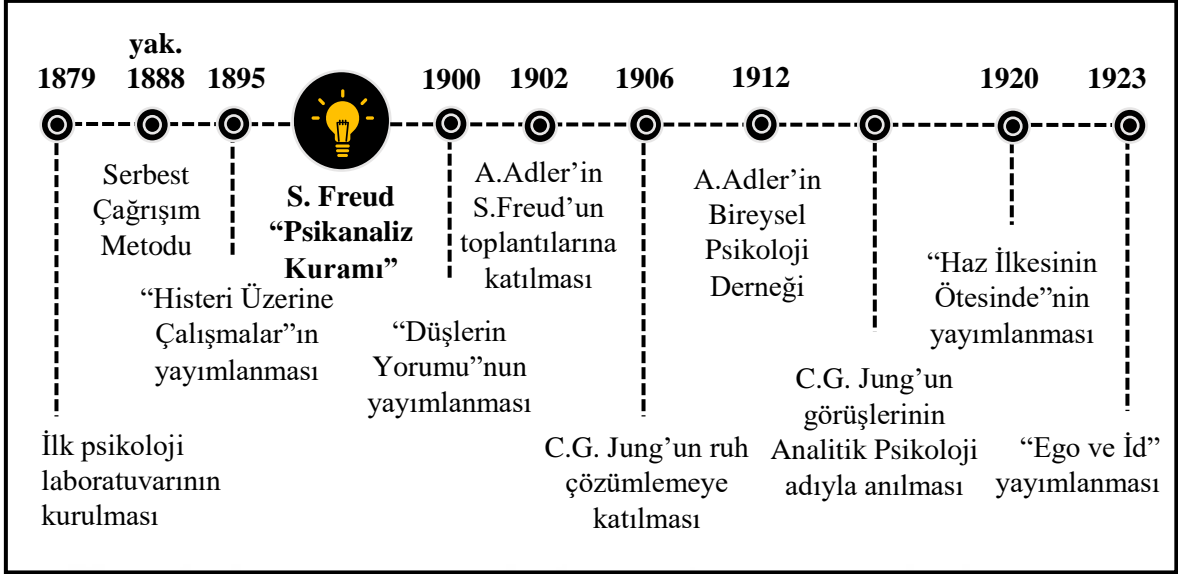 1879
yak.
1888
1895
1900
1902
1906
1912
1920
1923
İlk psikoloji
laboratuvarının
kurulması
Serbest
Çağrışım
Metodu
“Histeri Üzerine
Çalışmalar”ın
yayımlanması
S. Freud
“Psikanaliz
Kuramı”
“Düşlerin
Yorumu”nun
yayımlanması
A.Adler’in
S.Freud’un
toplantılarına
katılması
C.G. Jung’un ruh
çözümlemeye
katılması
A.Adler’in
Bireysel
Psikoloji
Derneği
C.G. Jung’un
görüşlerinin
Analitik Psikoloji
adıyla anılması
“Haz İlkesinin
Ötesinde”nin
yayımlanması
“Ego ve İd”
yayımlanması